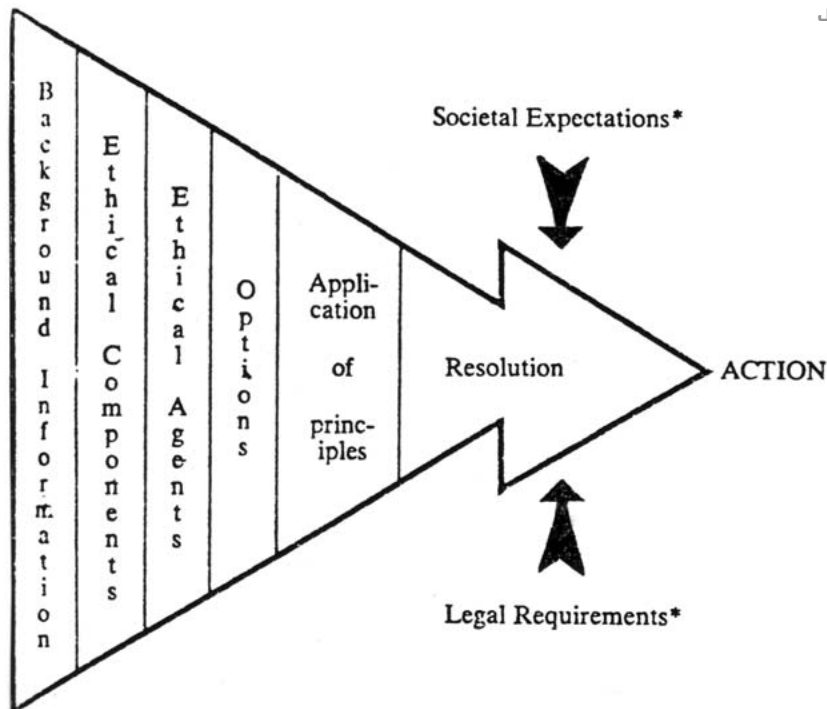 Background Information
Ethical Components
Ethical Agents
Options
Appli-
cation
of
princ-
iples
Resolution
Societal Expectations*
ACTION
Legal Requirements*